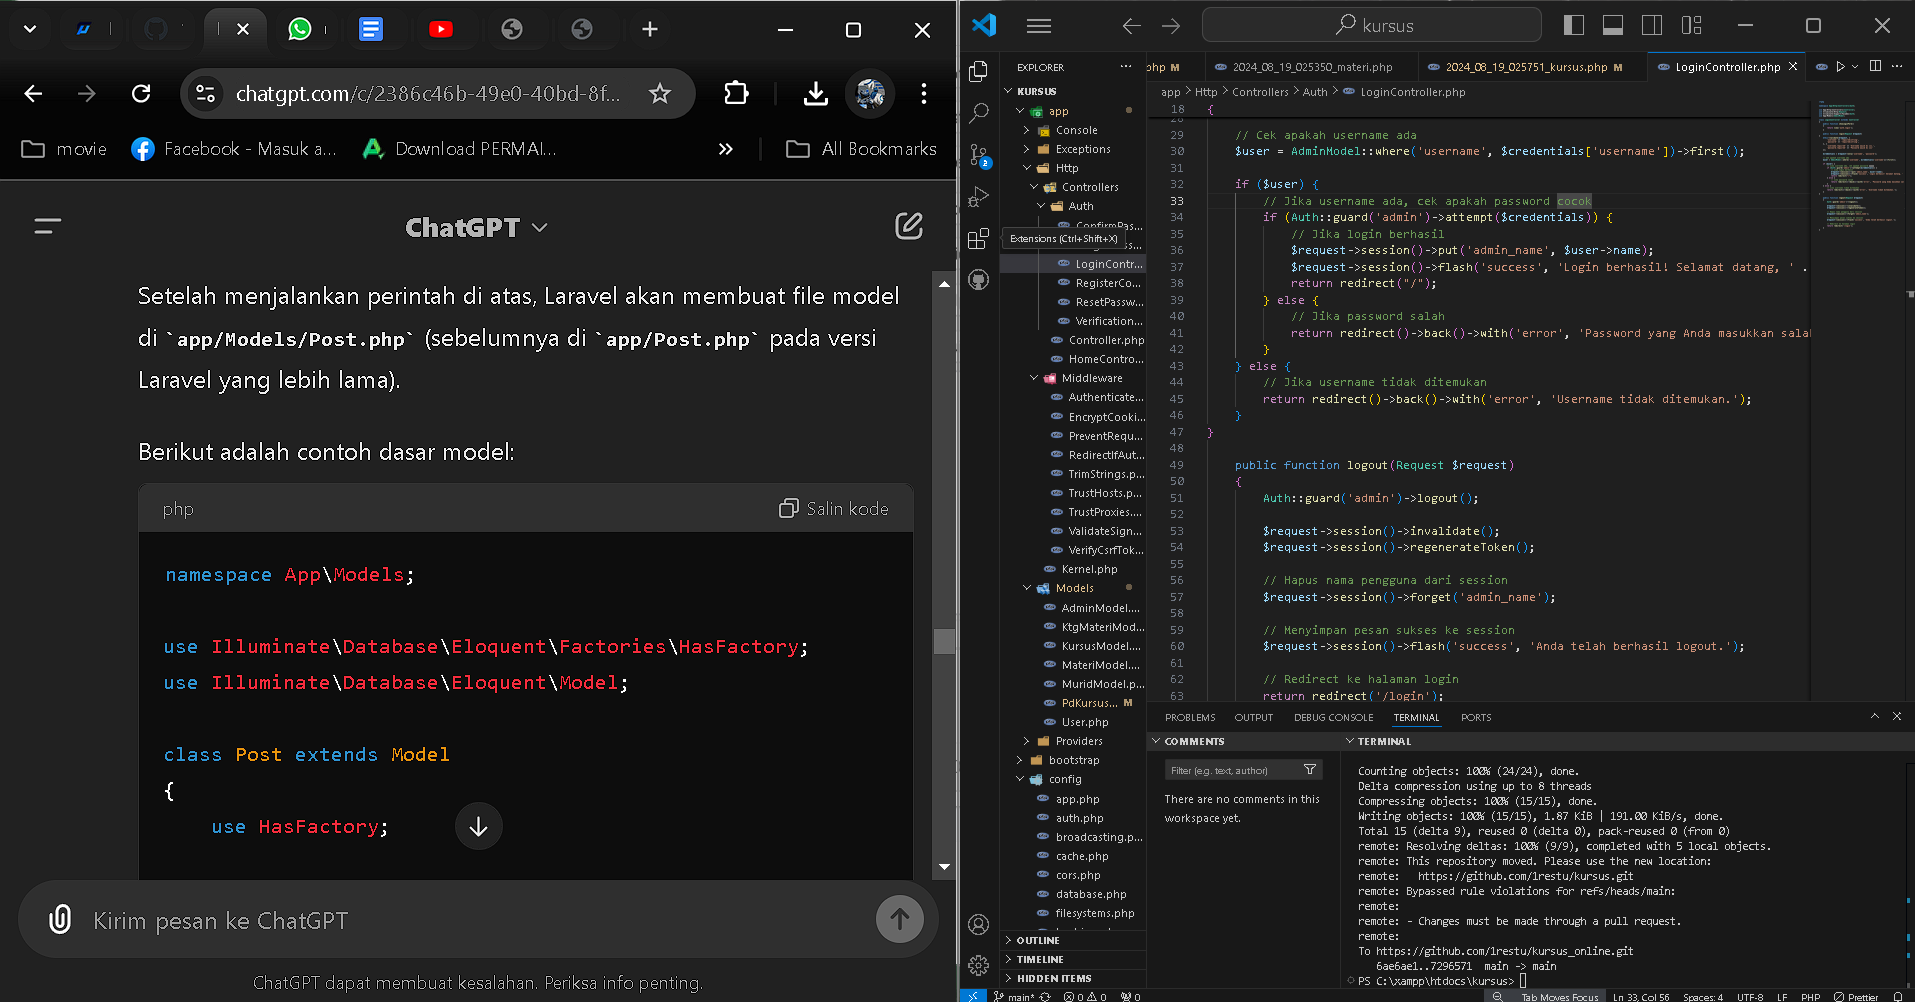 chatgpt.com/c/2386c46b-49e0-40bd-8f...
movie
Facebook - Masuk a...
Download PERMAI...
All Bookmarks
ChatGPT
Setelah menjalankan perintah di atas, Laravel akan membuat file model
di `app/Models/Post.php` (sebelumnya di `app/Post.php` pada versi
Laravel yang lebih lama).
Berikut adalah contoh dasar model:
php
Salin kode
namespace App\Models;
use Illuminate\Database\Eloquent\Factories\HasFactory;
use Illuminate\Database\Eloquent\Model;
class Post extends Model
{
use HasFactory;
Kirim pesan ke ChatGPT
ChatGPT dapat membuat kesalahan. Periksa info penting.
kursus
EXPLORER
KURSUS
app
Console
Exceptions
Http
Controllers
Auth
Extensions (Ctrl+Shift+X)
LoginContr...
RegisterCo...
ResetPassw...
Verification...
Controller.php
HomeContro...
Middleware
Authenticate...
EncryptCooki...
PreventRequ...
RedirectIfAut...
TrimStrings.p...
TrustHosts.p...
TrustProxies....
ValidateSign...
VerifyCsrfTok...
Kernel.php
Models
AdminModel....
KtgMateriMod...
KursusModel....
MateriModel....
MuridModel.p...
PdKursus... M
User.php
Providers
bootstrap
config
app.php
auth.php
broadcasting.p...
cache.php
cors.php
database.php
filesystems.php
OUTLINE
TIMELINE
HIDDEN ITEMS
php M
2024_08_19_025350_materi.php
2024_08_19_025751_kursus.php M
LoginController.php
app > Http > Controllers > Auth > LoginController.php
18 {
29 // Cek apakah username ada
30 $user = AdminModel::where('username', $credentials['username'])->first();
31
32 if ($user) {
33 // Jika username ada, cek apakah password cocok
34 if (Auth::guard('admin')->attempt($credentials)) {
35 // Jika login berhasil
36 $request->session()->put('admin_name', $user->name);
37 $request->session()->flash('success', 'Login berhasil! Selamat datang, ' .
38 return redirect("/");
39 } else {
40 // Jika password salah
41 return redirect()->back()->with('error', 'Password yang Anda masukkan sala
42 }
43 } else {
44 // Jika username tidak ditemukan
45 return redirect()->back()->with('error', 'Username tidak ditemukan.');
46 }
47 }
48
49 public function logout(Request $request)
50 {
51 Auth::guard('admin')->logout();
52
53 $request->session()->invalidate();
54 $request->session()->regenerateToken();
55
56 // Hapus nama pengguna dari session
57 $request->session()->forget('admin_name');
58
59 // Menyimpan pesan sukses ke session
60 $request->session()->flash('success', 'Anda telah berhasil logout.');
61
62 // Redirect ke halaman login
63 return redirect('/login');
PROBLEMS OUTPUT DEBUG CONSOLE TERMINAL PORTS
COMMENTS
Filter (e.g. text, author)
There are no comments in this
workspace yet.
TERMINAL
Counting objects: 100% (24/24), done.
Delta compression using up to 8 threads
Compressing objects: 100% (15/15), done.
Writing objects: 100% (15/15), 1.87 KiB | 191.00 KiB/s, done.
Total 15 (delta 9), reused 0 (delta 0), pack-reused 0 (from 0)
remote: Resolving deltas: 100% (9/9), completed with 5 local objects.
remote: This repository moved. Please use the new location:
remote: https://github.com/1restu/kursus.git
remote: Bypassed rule violations for refs/heads/main:
remote:
remote: - Changes must be made through a pull request.
remote:
To https://github.com/1restu/kursus_online.git
6ae6ae1..7296571 main -> main
PS C:\xampp\htdocs\kursus>
main* 0 0 0
Tab Moves Focus Ln 33, Col 56 Spaces: 4 UTF-8 LF PHP Prettier